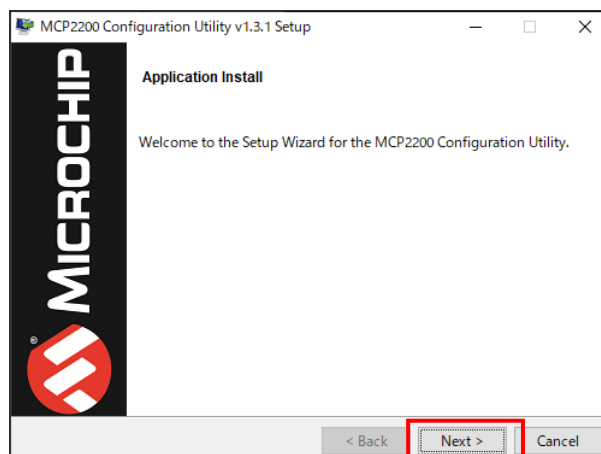 MCP2200 Configuration Utility v1.3.1 Setup
MICROCHIP
®
Application Install
Welcome to the Setup Wizard for the MCP2200 Configuration Utility.
< Back Next > Cancel